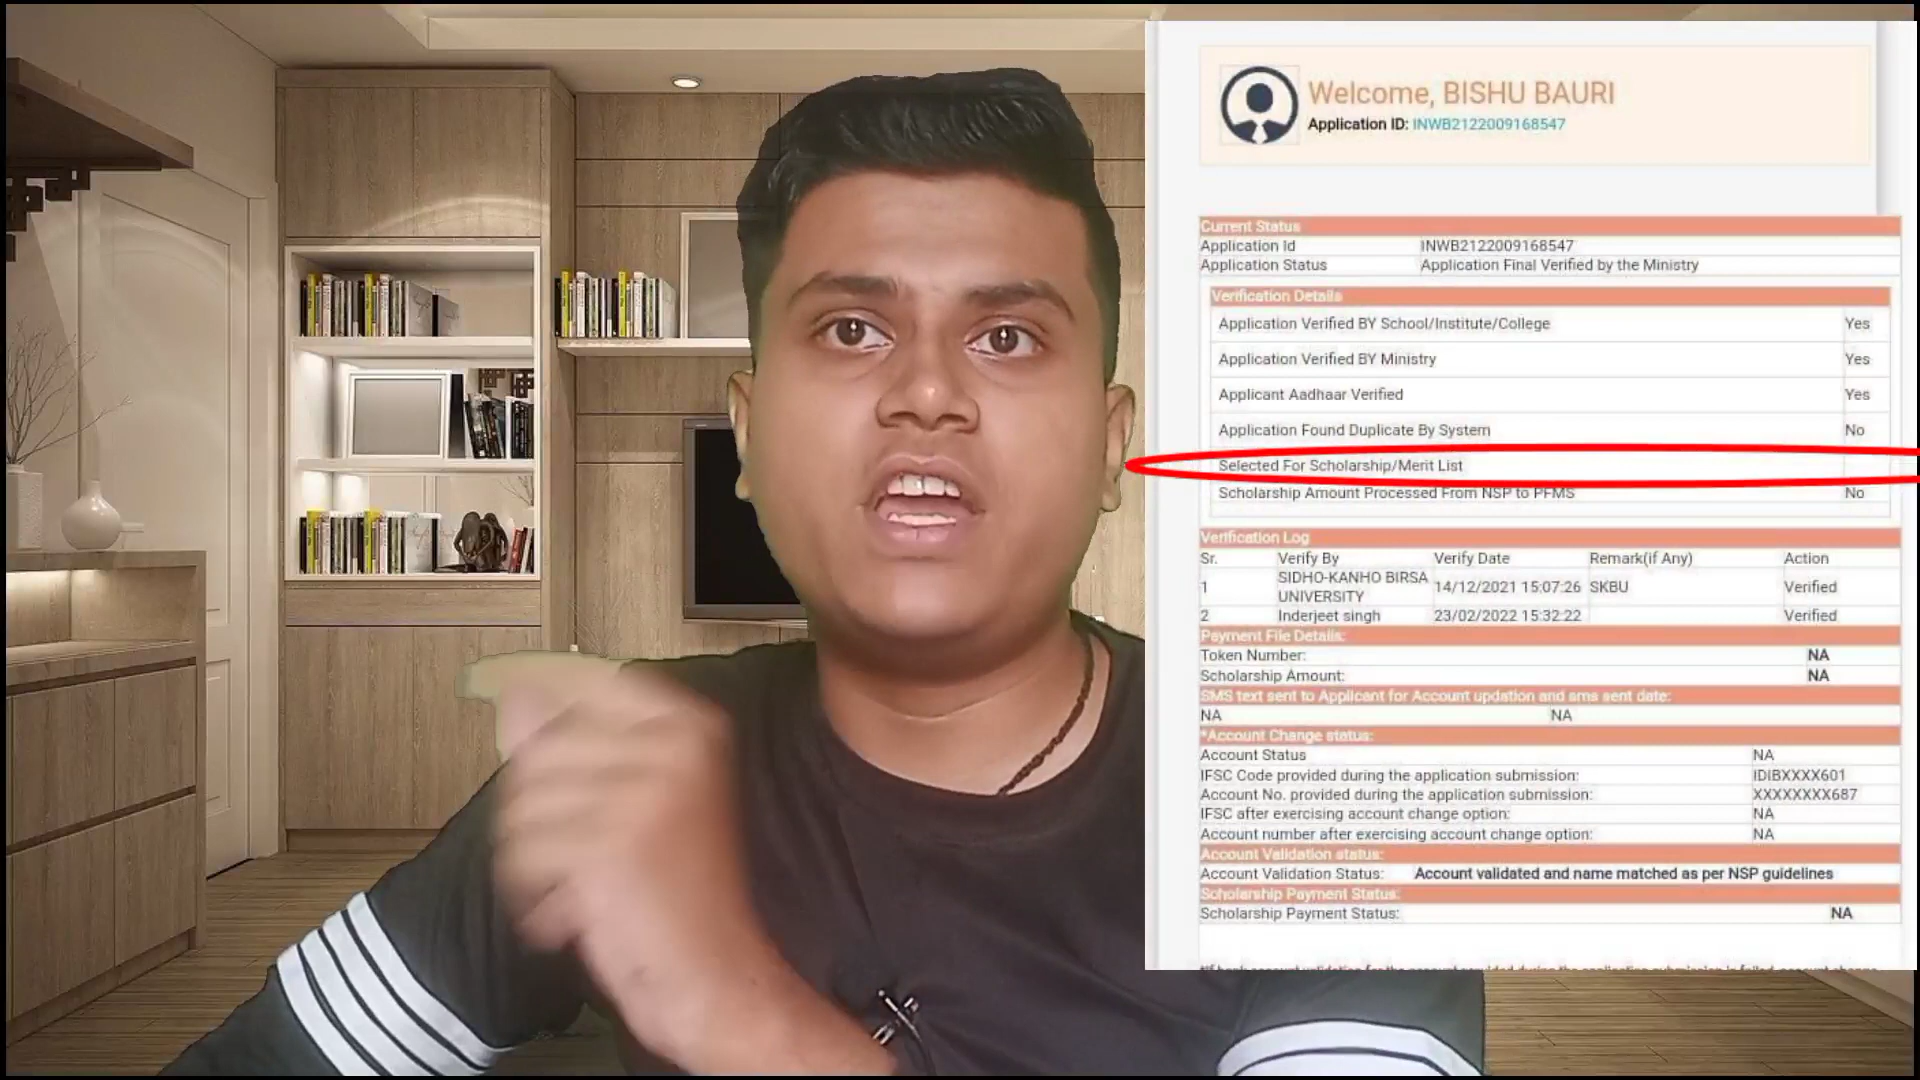 Welcome, BISHU BAURI
Application ID: INWB2122009168547
Current Status
Application Id INWB2122009168547
Application Status Application Final Verified by the Ministry
Verification Details
Application Verified BY School/Institute/College Yes
Application Verified BY Ministry Yes
Applicant Aadhaar Verified Yes
Application Found Duplicate By System No
Selected For Scholarship/Merit List
Scholarship Amount Processed From NSP to PFMS No
Verification Log
Sr. Verify By Verify Date Remark(if Any) Action
1 SIDHO-KANHO BIRSA UNIVERSITY 14/12/2021 15:07:26 SKBU Verified
2 Inderjeet singh 23/02/2022 15:32:22 Verified
Payment File Details:
Token Number: NA
Scholarship Amount: NA
SMS text sent to Applicant for Account updation and sms sent date:
NA NA
*Account Change status:
Account Status NA
IFSC Code provided during the application submission: IDIBXXXX601
Account No. provided during the application submission: XXXXXXXX687
IFSC after exercising account change option: NA
Account number after exercising account change option: NA
Account Validation status:
Account Validation Status: Account validated and name matched as per NSP guidelines
Scholarship Payment Status:
Scholarship Payment Status: NA